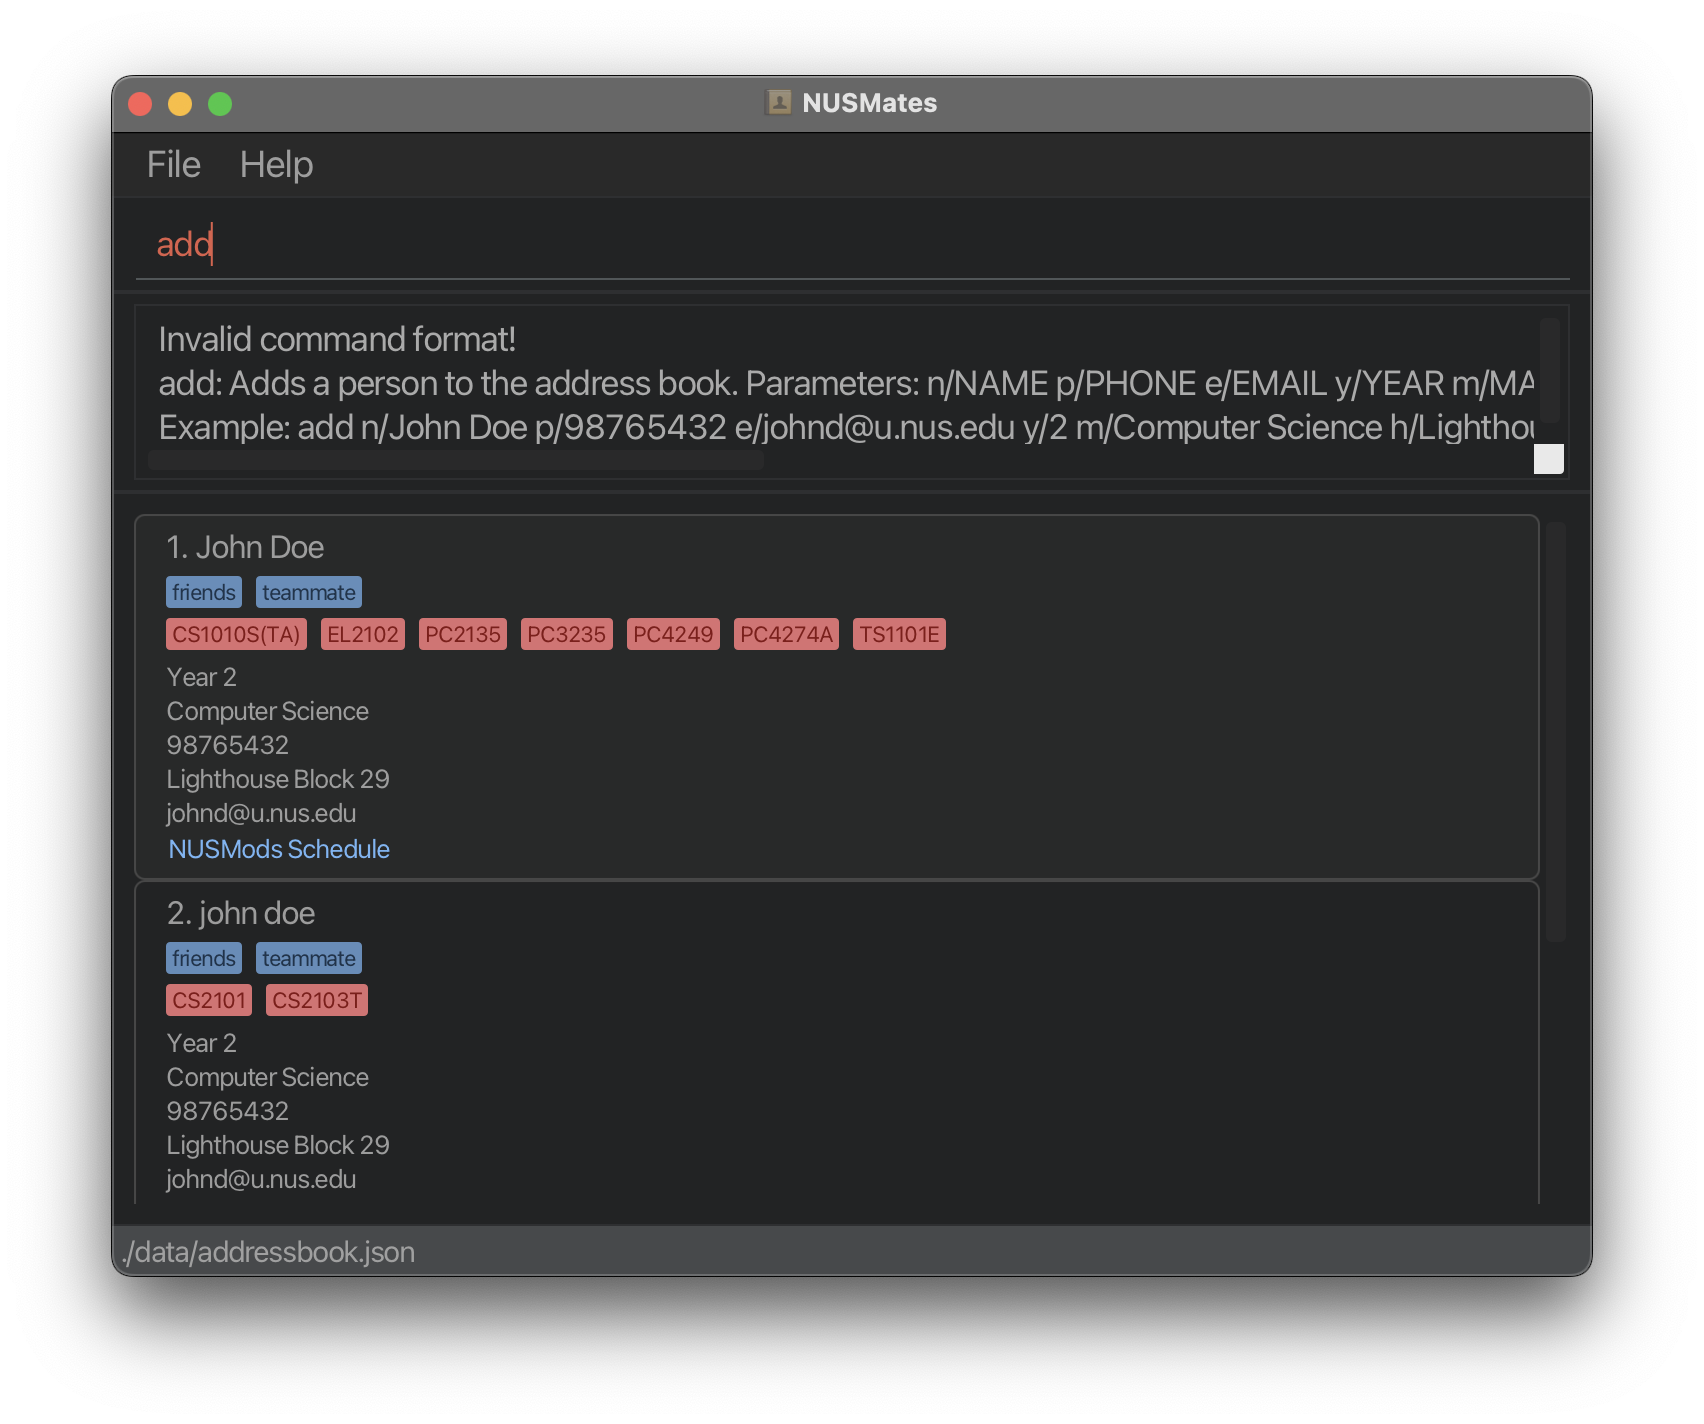 NUSMates
File Help
add
Invalid command format!
add: Adds a person to the address book. Parameters: n/NAME p/PHONE e/EMAIL y/YEAR
Example: add n/John Doe p/98765432 e/johnd@u.nus.edu y/2 m/Computer Science
1. John Doe
friends teammate
CS1010S(TA) EL2102 PC2135 PC3235 PC4249 PC4274A TS1101E
Year 2
Computer Science
98765432
Lighthouse Block 29
johnd@u.nus.edu
NUSMods Schedule
2. john doe
friends teammate
CS2101 CS2103T
Year 2
Computer Science
98765432
Lighthouse Block 29
johnd@u.nus.edu
./data/addressbook.json